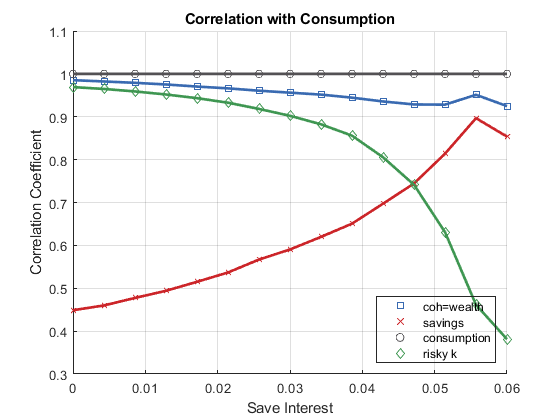 Correlation with Consumption
1.1
1
0.9
0.8
0.7
0.6
0.5
0.4
0.3
Correlation Coefficient
coh=wealth
savings
consumption
risky k
0 0.01 0.02 0.03 0.04 0.05 0.06
Save Interest